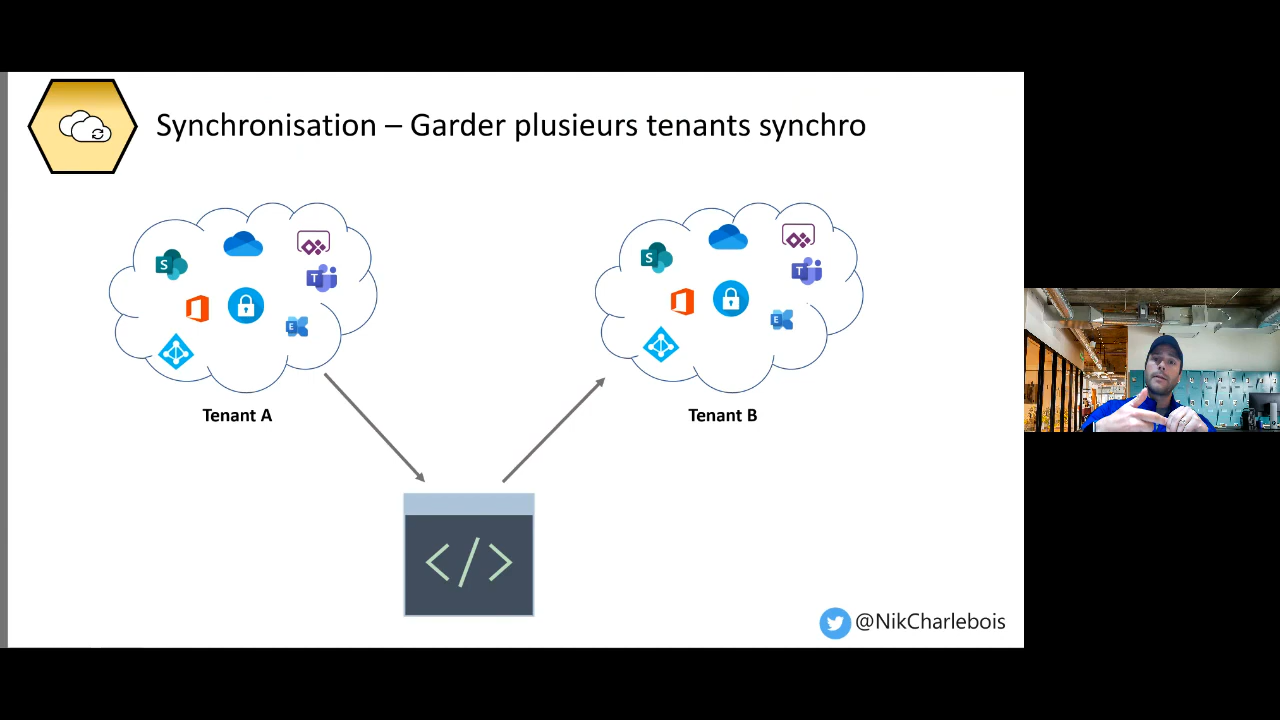 Synchronisation – Garder plusieurs tenants synchro
S
T
E
S
T
E
Tenant A
Tenant B
</>
@NikCharlebois